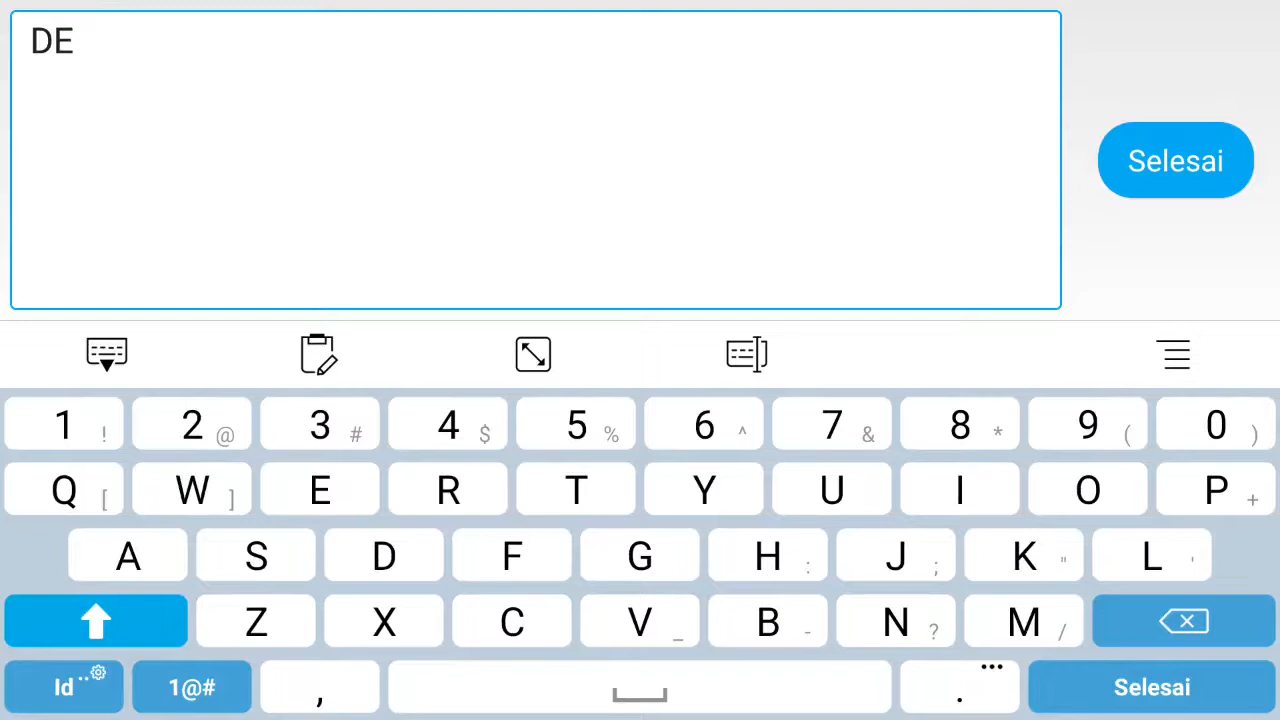 DE
Selesai
1 ! 2 @ 3 # 4 $ 5 % 6 ^ 7 & 8 * 9 ( 0 )
Q [ W ] E R T Y U I O P +
A S D F G H : J ; K " L '
Z X C V _ B - N ? M /
Id 1@# , . ... Selesai